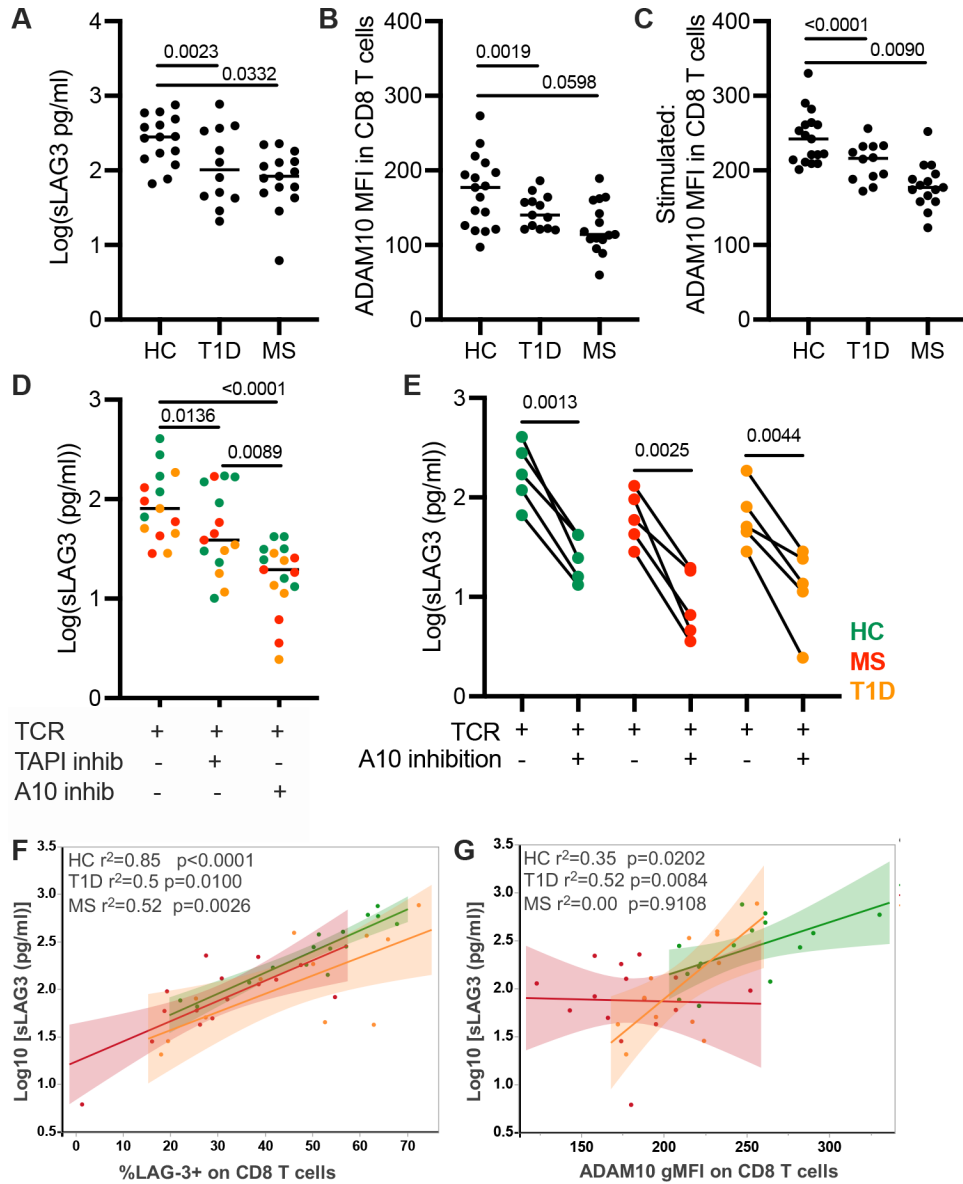 A
Log(sLAG3 pg/ml)
4
3
2
1
0
0.0023
0.0332
HC T1D MS
B
ADAM10 MFI in CD8 T cells
400
300
200
100
0
0.0019
0.0598
HC T1D MS
C
Stimulated:
ADAM10 MFI in CD8 T cells
400
300
200
100
0
<0.0001
0.0090
HC T1D MS
D
Log(sLAG3 (pg/ml))
3
2
1
0
<0.0001
0.0136
0.0089
TCR + + +
TAPI inhib - + -
A10 inhib - - +
E
Log(sLAG3 (pg/ml))
3
2
1
0
0.0013
0.0025
0.0044
HC
MS
T1D
TCR + + + + + +
A10 inhibition - + - + - +
F
HC r²=0.85 p<0.0001
T1D r²=0.5 p=0.0100
MS r²=0.52 p=0.0026
Log10 [sLAG3 (pg/ml)]
3.5
3.0
2.5
2.0
1.5
1.0
0.5
0 10 20 30 40 50 60 70
%LAG-3+ on CD8 T cells
G
HC r²=0.35 p=0.0202
T1D r²=0.52 p=0.0084
MS r²=0.00 p=0.9108
Log10 [sLAG3 (pg/ml)]
3.5
3.0
2.5
2.0
1.5
1.0
0.5
150 200 250 300
ADAM10 gMFI on CD8 T cells